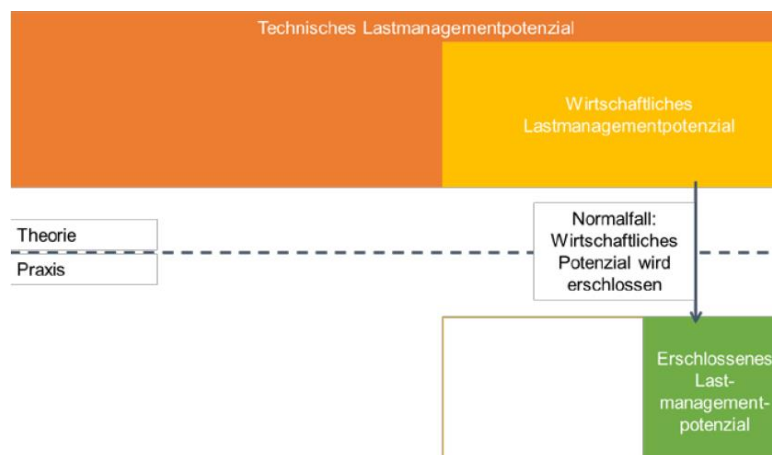 Technisches Lastmanagementpotenzial
Wirtschaftliches
Lastmanagementpotenzial
Theorie
Praxis
Normalfall:
Wirtschaftliches
Potenzial wird
erschlossen
Erschlossenes
Last-
management-
potenzial